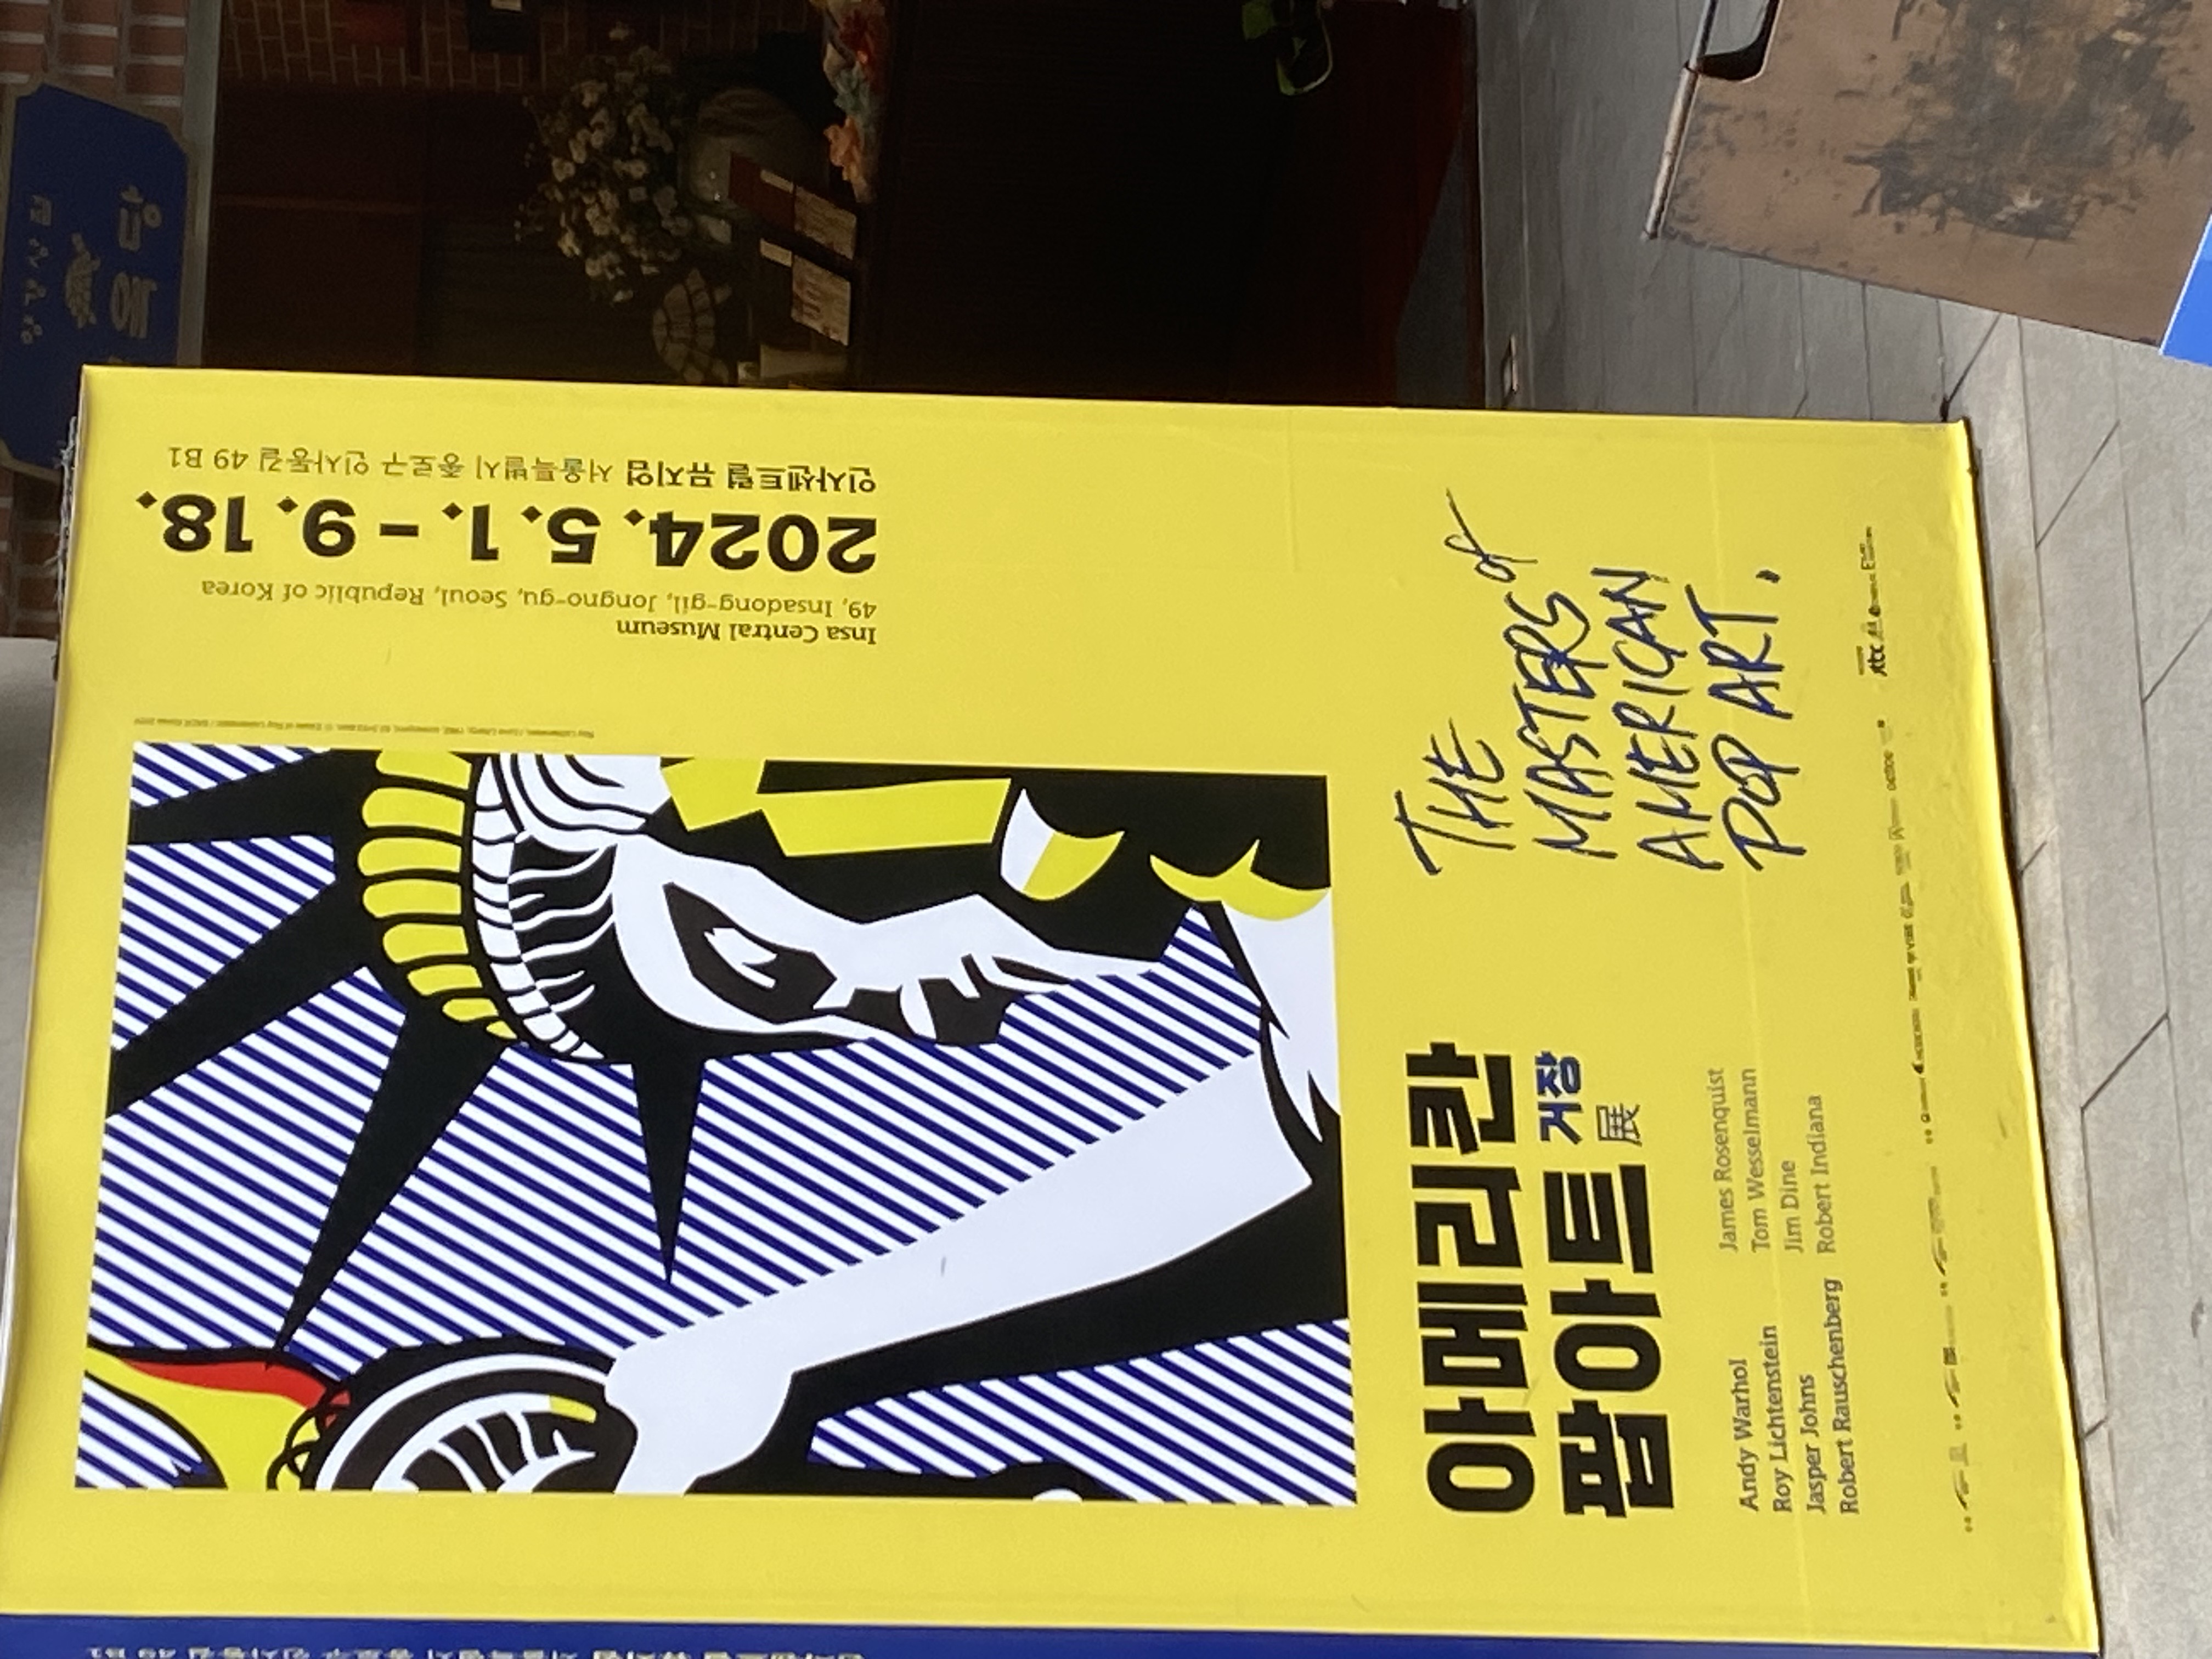 인사센트럴 뮤지엄 서울특별시 종로구 인사동길 49 B1
2024. 5. 1. - 9. 18.
49, Insadong-gil, Jongno-gu, Seoul, Republic of Korea
Insa Central Museum
THE
MASTERS of
AMERICAN
POP ART.
아메리칸
팝아트 거장
展
Andy Warhol
Roy Lichtenstein
Jasper Johns
Robert Rauschenberg
James Rosenquist
Tom Wesselmann
Jim Dine
Robert Indiana
jtbc